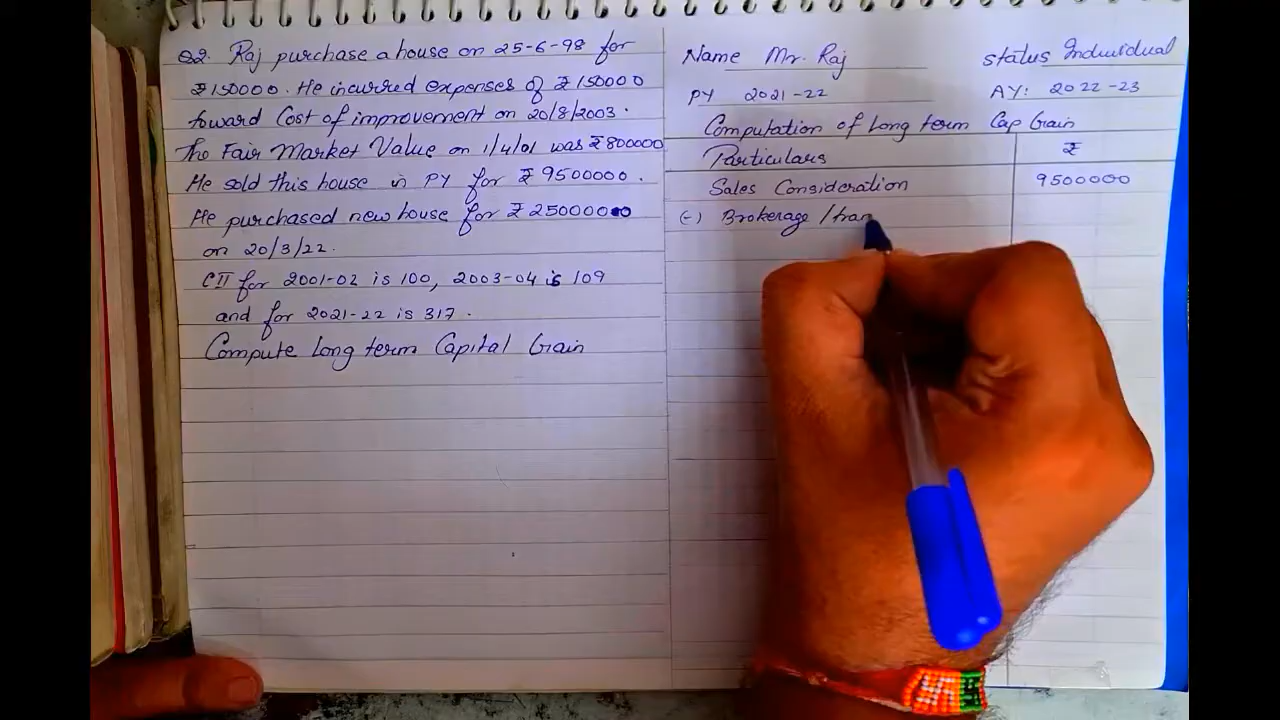 Q2. Raj purchase a house on 25-6-98 for
₹150000. He incurred expenses of ₹150000
toward Cost of improvement on 20/8/2003.
The Fair Market Value on 1/4/01 was ₹800000
He sold this house in PY for ₹9500000.
He purchased new house for ₹2500000
on 20/3/22.
CII for 2001-02 is 100, 2003-04 is 109
and for 2021-22 is 317.
Compute Long term Capital Gain
Name Mr. Raj status Individual
PY 2021-22 AY: 2022-23
Computation of Long term Cap Gain
Particulars ₹
Sales Consideration 9500000
(-) Brokerage /tran